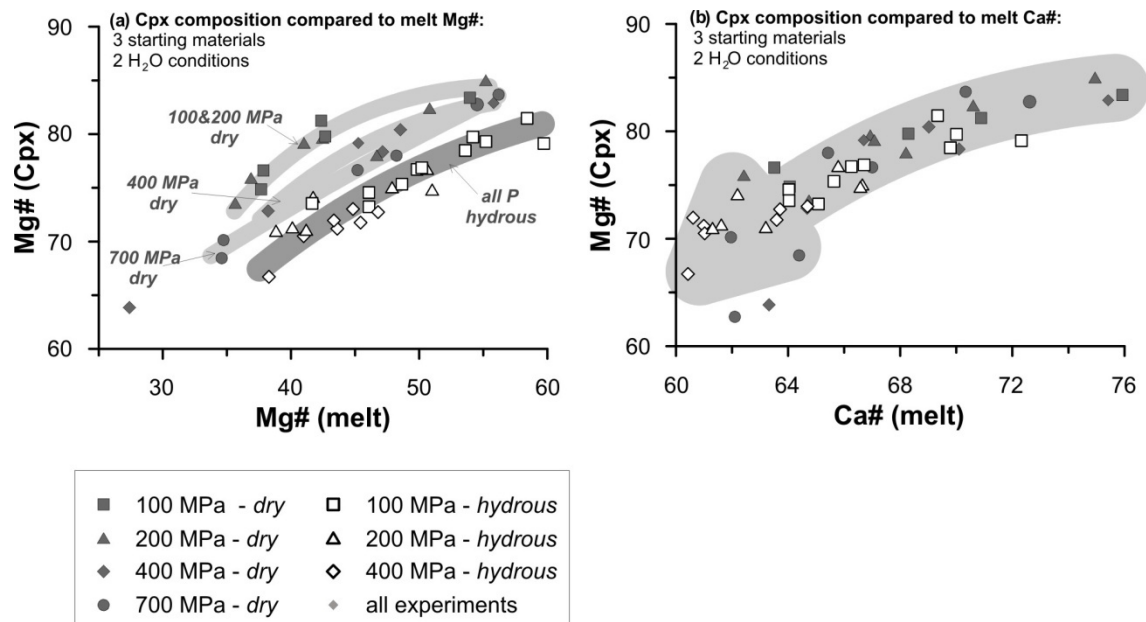 (a) Cpx composition compared to melt Mg#:
3 starting materials
2 H₂O conditions
90
80
70
60
Mg# (Cpx)
100&200 MPa
dry
400 MPa
dry
700 MPa
dry
all P
hydrous
30
40
50
60
Mg# (melt)
(b) Cpx composition compared to melt Ca#:
3 starting materials
2 H₂O conditions
90
80
70
60
Mg# (Cpx)
60
64
68
72
76
Ca# (melt)
100 MPa - dry
100 MPa - hydrous
200 MPa - dry
200 MPa - hydrous
400 MPa - dry
400 MPa - hydrous
700 MPa - dry
all experiments